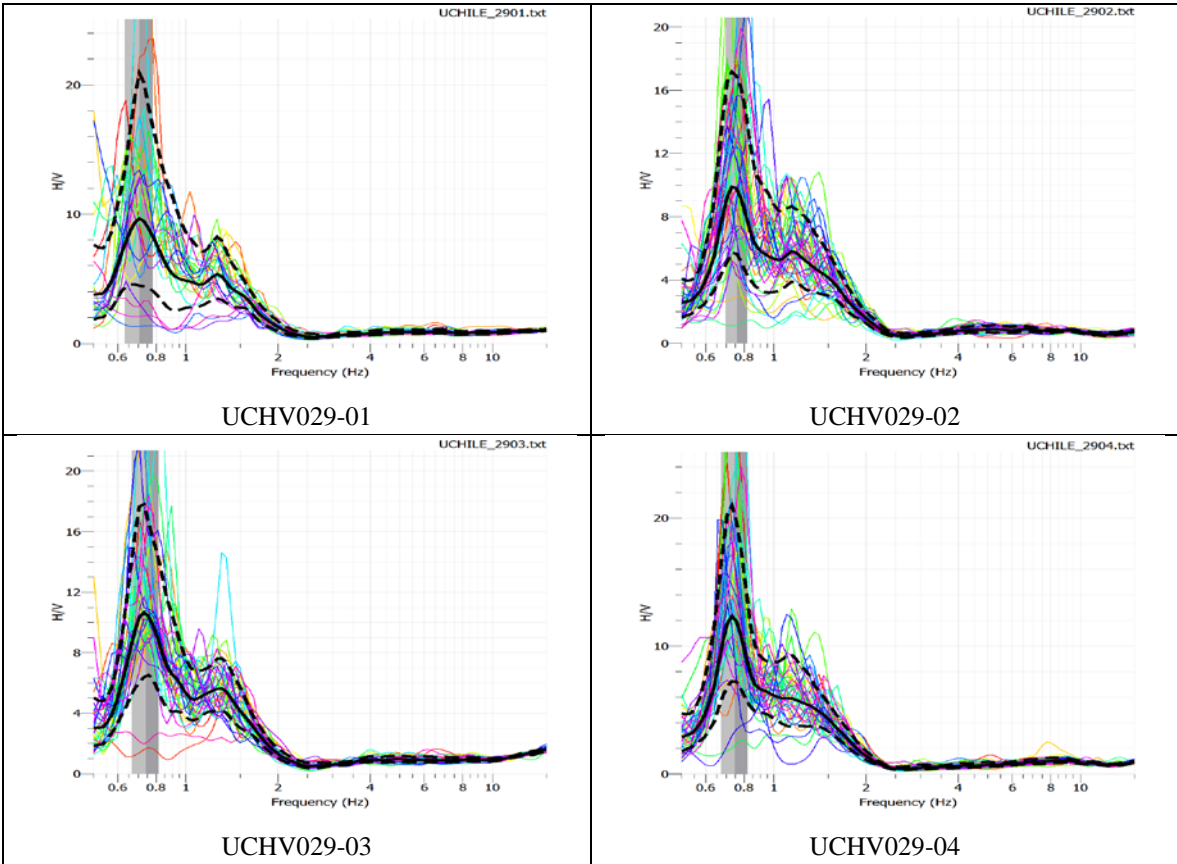 UCHILE_2901.txt
20
10
0
H/V
0.6 0.8 1 2 4 6 8 10
Frequency (Hz)
UCHV029-01
UCHILE_2902.txt
20
16
12
8
4
0
H/V
0.6 0.8 1 2 4 6 8 10
Frequency (Hz)
UCHV029-02
UCHILE_2903.txt
20
16
12
8
4
0
H/V
0.6 0.8 1 2 4 6 8 10
Frequency (Hz)
UCHV029-03
UCHILE_2904.txt
20
10
0
H/V
0.6 0.8 1 2 4 6 8 10
Frequency (Hz)
UCHV029-04